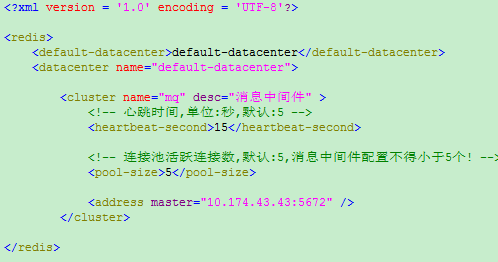 <?xml version = '1.0' encoding = 'UTF-8'?>
<redis>
<default-datacenter>default-datacenter</default-datacenter>
<datacenter name="default-datacenter">
<cluster name="mq" desc="消息中间件" >
<!-- 心跳时间,单位:秒,默认:5 -->
<heartbeat-second>15</heartbeat-second>
<!-- 连接池活跃连接数,默认:5,消息中间件配置不得小于5个! -->
<pool-size>5</pool-size>
<address master="10.174.43.43:5672" />
</cluster>
</redis>